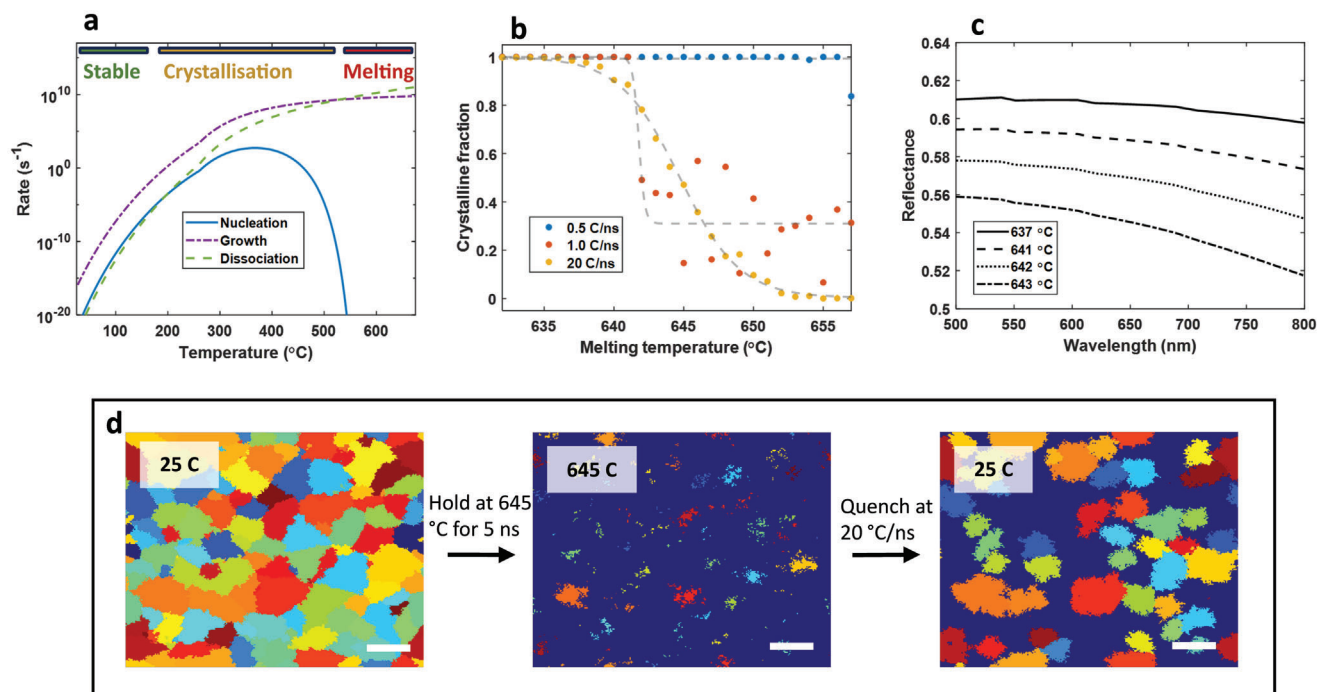 a
Stable
Crystallisation
Melting
Rate (s⁻¹)
10¹⁰
10⁰
10⁻¹⁰
10⁻²⁰
Nucleation
Growth
Dissociation
100
200
300
400
500
600
Temperature (°C)
b
Crystalline fraction
1
0.8
0.6
0.4
0.2
0
0.5 C/ns
1.0 C/ns
20 C/ns
635
640
645
650
655
Melting temperature (°C)
c
Reflectance
0.64
0.62
0.6
0.58
0.56
0.54
0.52
0.5
637 °C
641 °C
642 °C
643 °C
500
550
600
650
700
750
800
Wavelength (nm)
d
25 C
Hold at 645
°C for 5 ns
645 C
Quench at
20 °C/ns
25 C